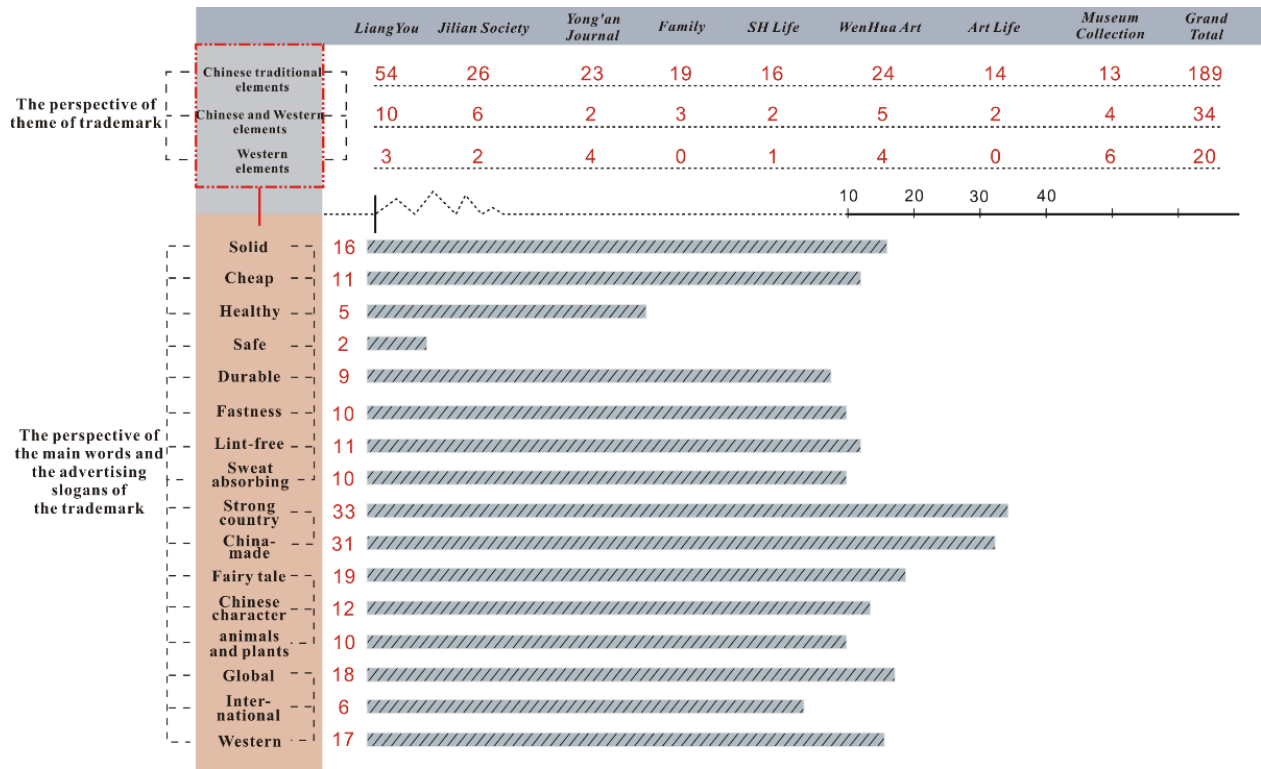 LiangYou Jilian Society Yong'an Journal Family SH Life WenHua Art Art Life Museum Collection Grand Total
The perspective of
theme of trademark
Chinese traditional
elements
54 26 23 19 16 24 14 13 189
Chinese and Western
elements
10 6 2 3 2 5 2 4 34
Western
elements
3 2 4 0 1 4 0 6 20
10 20 30 40
The perspective of
the main words and
the advertising
slogans of
the trademark
Solid 16
Cheap 11
Healthy 5
Safe 2
Durable 9
Fastness 10
Lint-free 11
Sweat
absorbing 10
Strong
country 33
China-
made 31
Fairy tale 19
Chinese
character 12
animals
and plants 10
Global 18
Inter-
national 6
Western 17